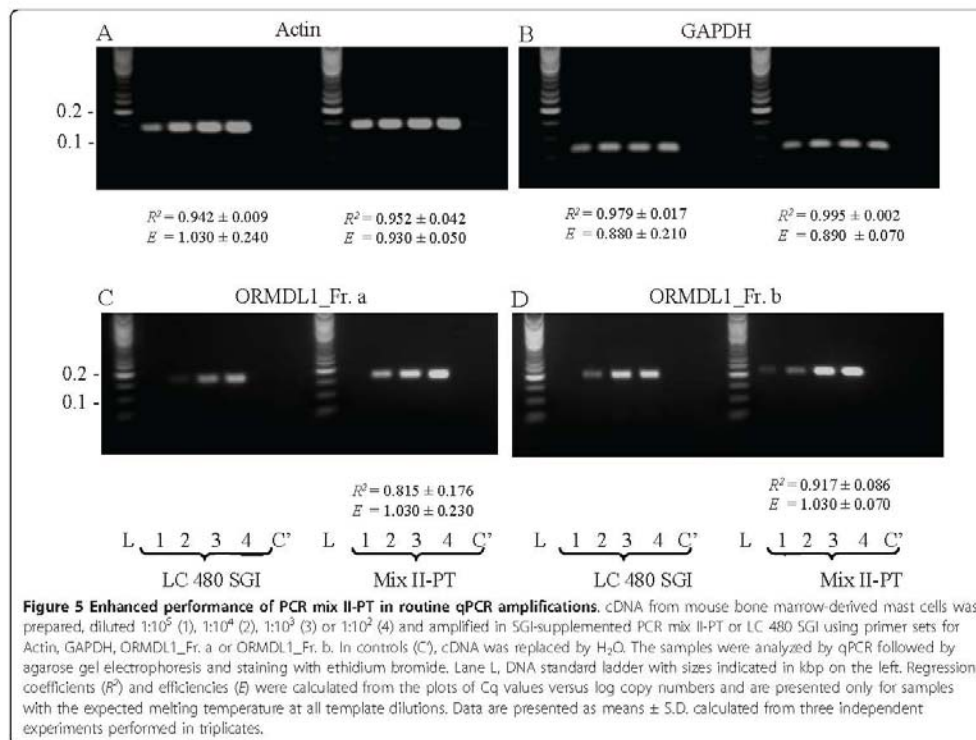 A Actin B GAPDH
0.2 -
0.1 -
R² = 0.942 ± 0.009 R² = 0.952 ± 0.042 R² = 0.979 ± 0.017 R² = 0.995 ± 0.002
E = 1.030 ± 0.240 E = 0.930 ± 0.050 E = 0.880 ± 0.210 E = 0.890 ± 0.070
C ORMDL1_Fr. a D ORMDL1_Fr. b
0.2 -
0.1 -
R² = 0.815 ± 0.176 R² = 0.917 ± 0.086
E = 1.030 ± 0.230 E = 1.030 ± 0.070
L 1 2 3 4 C' L 1 2 3 4 C' L 1 2 3 4 C' L 1 2 3 4 C'
LC 480 SGI Mix II-PT LC 480 SGI Mix II-PT
Figure 5 Enhanced performance of PCR mix II-PT in routine qPCR amplifications. cDNA from mouse bone marrow-derived mast cells was
prepared, diluted 1:10⁵ (1), 1:10⁴ (2), 1:10³ (3) or 1:10² (4) and amplified in SGI-supplemented PCR mix II-PT or LC 480 SGI using primer sets for
Actin, GAPDH, ORMDL1_Fr. a or ORMDL1_Fr. b. In controls (C'), cDNA was replaced by H₂O. The samples were analyzed by qPCR followed by
agarose gel electrophoresis and staining with ethidium bromide. Lane L, DNA standard ladder with sizes indicated in kbp on the left. Regression
coefficients (R²) and efficiencies (E) were calculated from the plots of Cq values versus log copy numbers and are presented only for samples
with the expected melting temperature at all template dilutions. Data are presented as means ± S.D. calculated from three independent
experiments performed in triplicates.